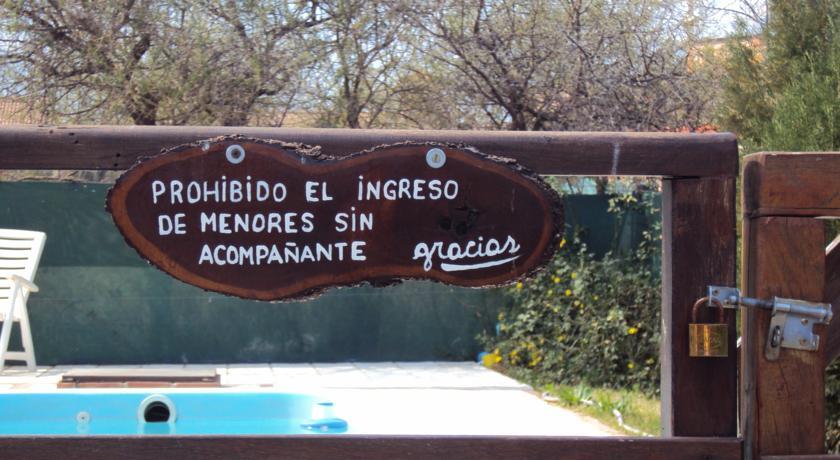 PROHIBIDO EL INGRESO
DE MENORES SIN
ACOMPAÑANTE gracias